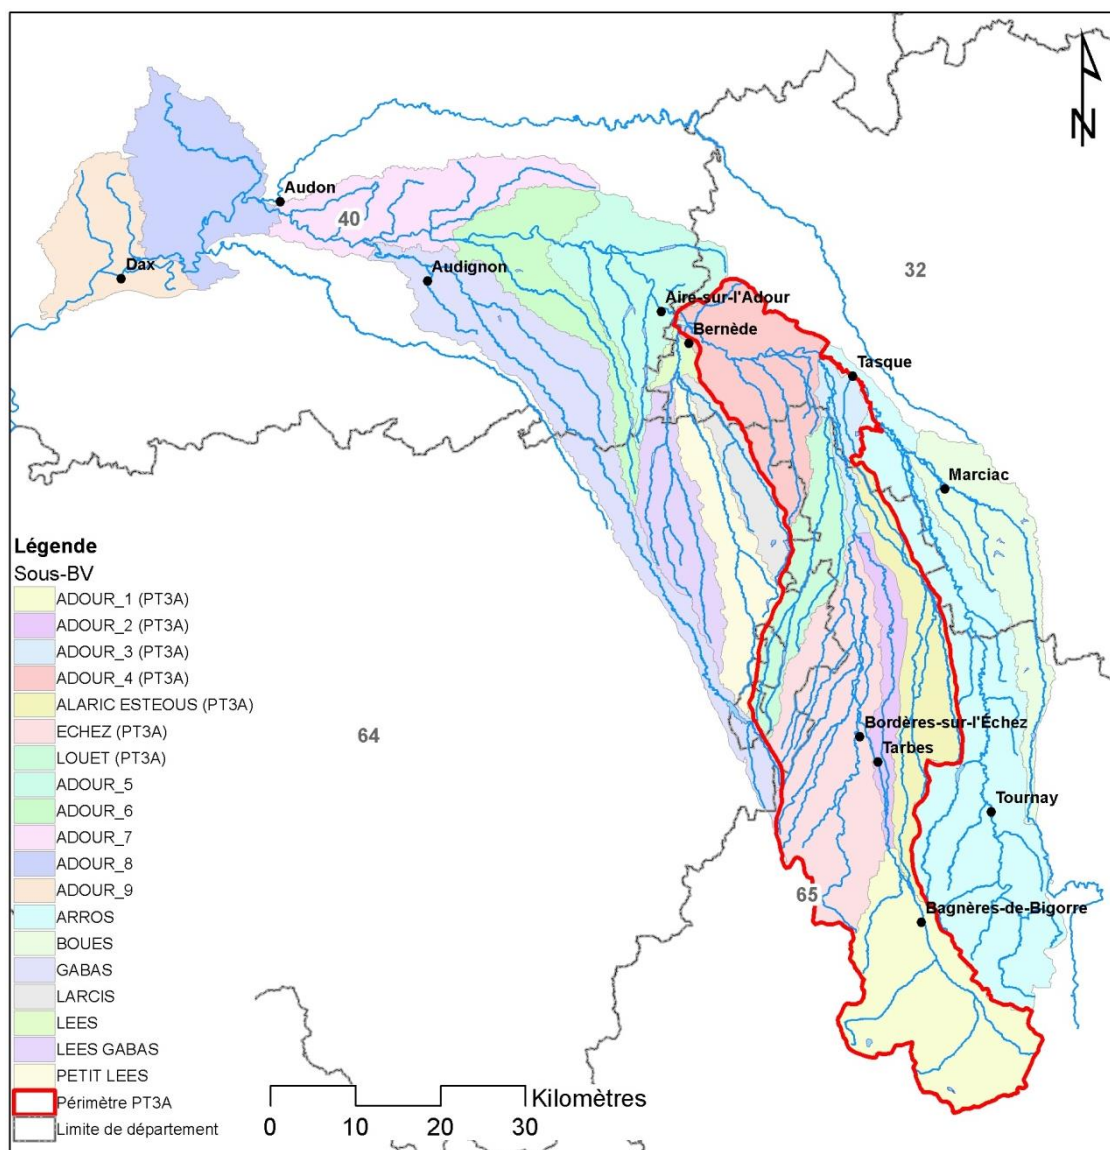 N
Audon
40
Dax
Audignon
32
Aire-sur-l'Adour
Bernède
Tasque
Marciac
Légende
Sous-BV
ADOUR_1 (PT3A)
ADOUR_2 (PT3A)
ADOUR_3 (PT3A)
ADOUR_4 (PT3A)
ALARIC ESTEOUS (PT3A)
ECHEZ (PT3A)
LOUET (PT3A)
ADOUR_5
ADOUR_6
ADOUR_7
ADOUR_8
ADOUR_9
ARROS
BOUES
GABAS
LARCIS
LEES
LEES GABAS
PETIT LEES
Périmètre PT3A
Limite de département
64
Bordères-sur-l'Échez
Tarbes
Tournay
65
Bagnères-de-Bigorre
Kilomètres
0 10 20 30